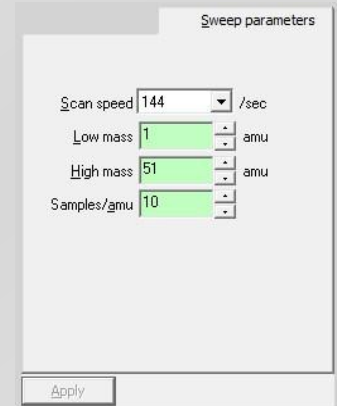 Sweep parameters
Scan speed 144 /sec
Low mass 1 amu
High mass 51 amu
Samples/amu 10
Apply